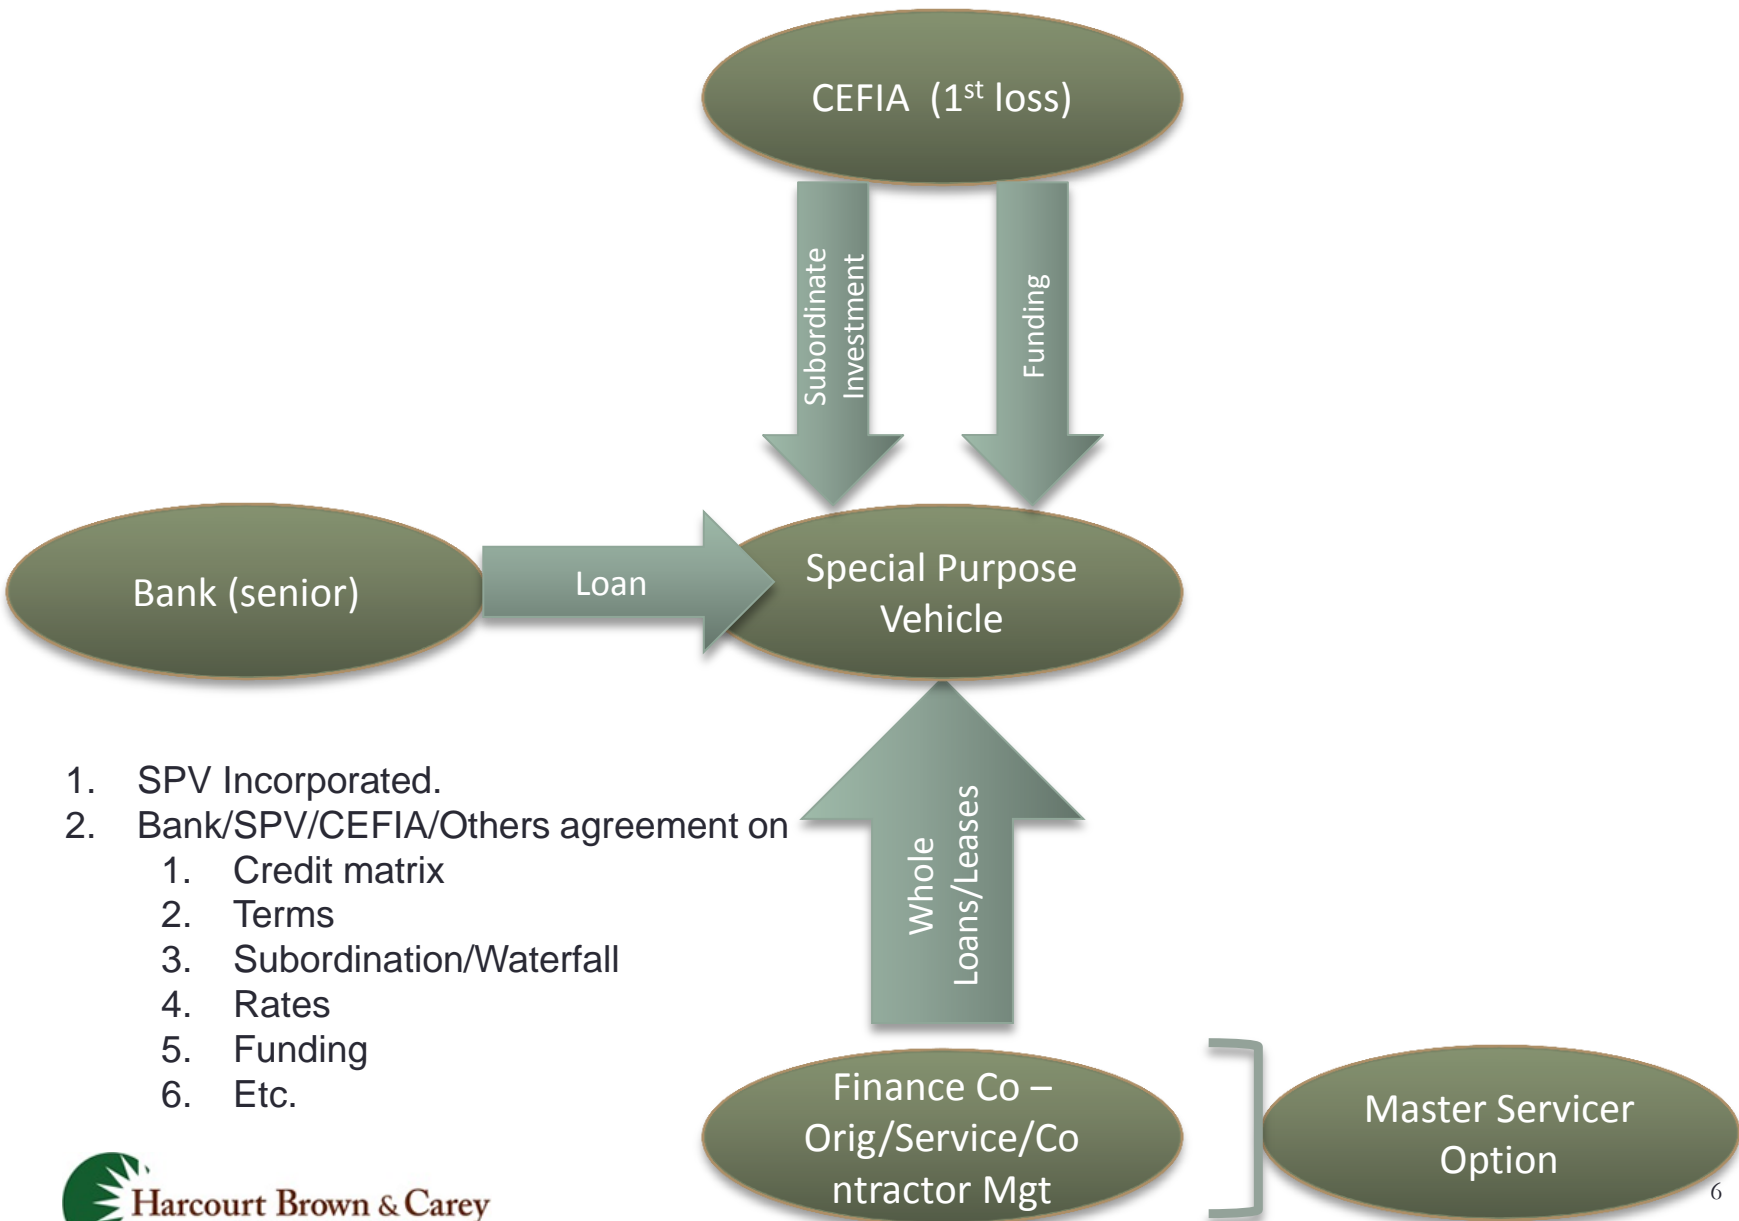 CEFIA (1st loss)
Subordinate
Investment
Funding
Bank (senior)
Loan
Special Purpose
Vehicle
1. SPV Incorporated.
2. Bank/SPV/CEFIA/Others agreement on
1. Credit matrix
2. Terms
3. Subordination/Waterfall
4. Rates
5. Funding
6. Etc.
Whole
Loans/Leases
Finance Co –
Orig/Service/Co
ntractor Mgt
Master Servicer
Option
Harcourt Brown & Carey
6